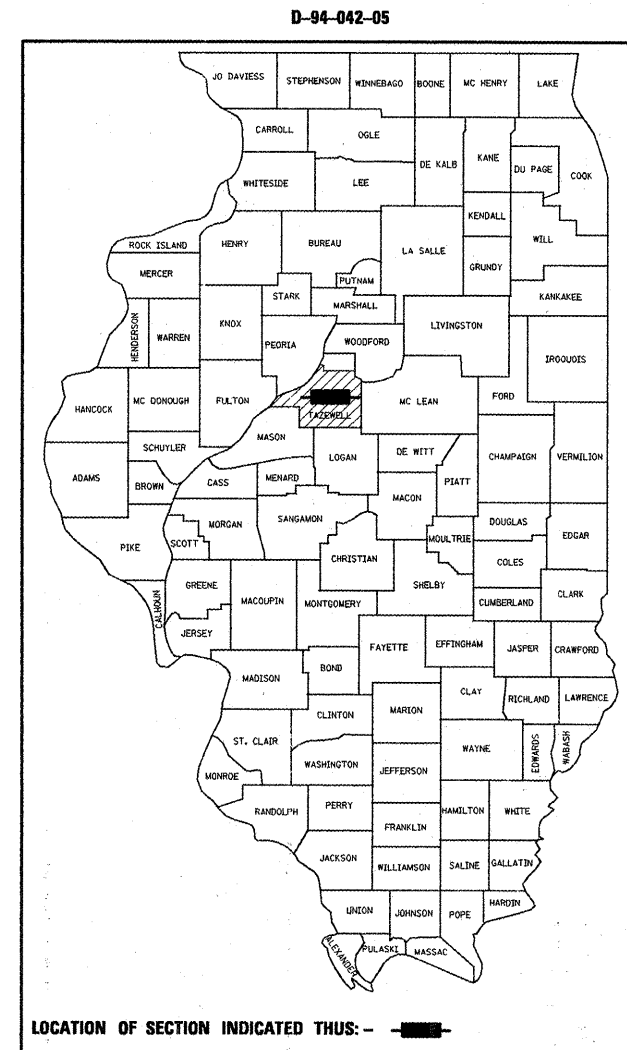 D-94-042-05
JO DAVIESS STEPHENSON WINNEBAGO BOONE MC HENRY LAKE
CARROLL OGLE DE KALB KANE DU PAGE COOK
WHITESIDE LEE KENDALL WILL
ROCK ISLAND HENRY BUREAU LA SALLE GRUNDY
MERCER STARK PUTNAM KANKAKEE
HENDERSON WARREN KNOX PEORIA MARSHALL LIVINGSTON
WOODFORD IROQUOIS
HANCOCK MC DONOUGH FULTON TAZEWELL MC LEAN FORD
MASON
SCHUYLER LOGAN DE WITT CHAMPAIGN VERMILION
ADAMS BROWN CASS MENARD MACON PIATT
PIKE SCOTT MORGAN SANGAMON MOULTRIE DOUGLAS EDGAR
CHRISTIAN COLES
CALHOUN GREENE MACOUPIN MONTGOMERY SHELBY CUMBERLAND CLARK
JERSEY FAYETTE EFFINGHAM JASPER CRAWFORD
MADISON BOND CLAY RICHLAND LAWRENCE
CLINTON MARION
ST. CLAIR WAYNE EDWARDS WABASH
MONROE WASHINGTON JEFFERSON
RANDOLPH PERRY HAMILTON WHITE
FRANKLIN
JACKSON WILLIAMSON SALINE GALLATIN
UNION JOHNSON POPE HARDIN
ALEXANDER PULASKI MASSAC
LOCATION OF SECTION INDICATED THUS: -